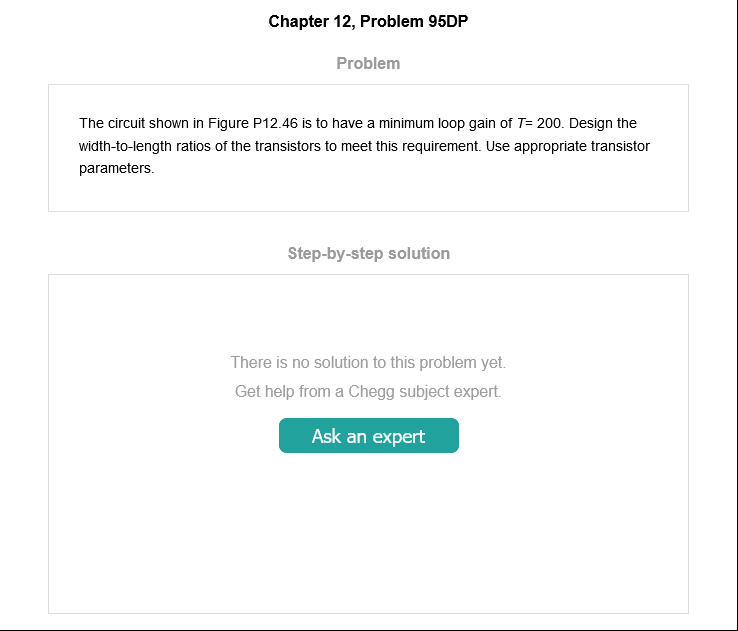 Chapter 12, Problem 95DP
Problem
The circuit shown in Figure P12.46 is to have a minimum loop gain of T= 200. Design the
width-to-length ratios of the transistors to meet this requirement. Use appropriate transistor
parameters.
Step-by-step solution
There is no solution to this problem yet.
Get help from a Chegg subject expert.
Ask an expert